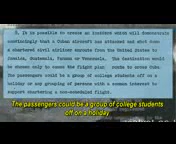 8. It is possible to create an incident which will demonstrate
convincingly that a Cuban aircraft has attacked and shot down
a chartered civil airliner enroute from the United States to
Jamaica, Guatemala, Panama or Venezuela. The destination would
be chosen only to cause the flight plan route to cross Cuba.
The passengers could be a group of college students off on a
holiday or any grouping of persons with a common interest to
support chartering a non-scheduled flight.
The passengers could be a group of college students
off on a holiday